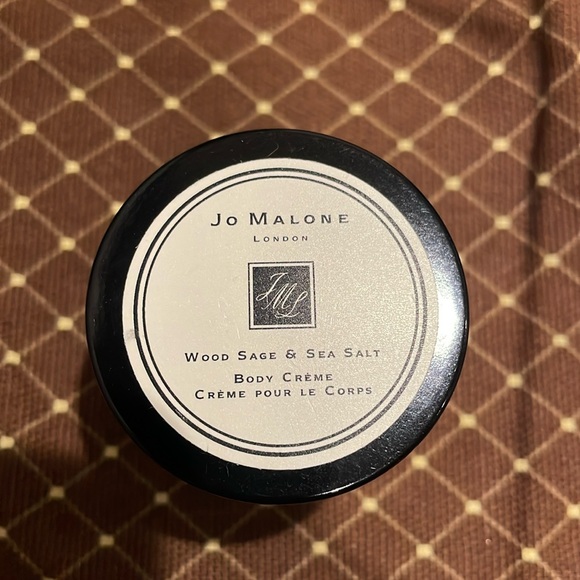 Jo Malone
London
JML
Wood Sage & Sea Salt
Body Crème
Crème pour le Corps